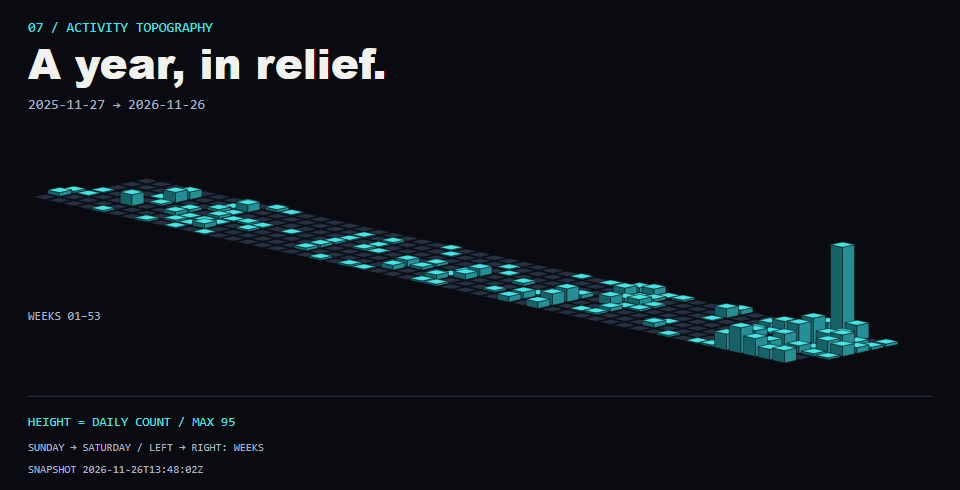 07 / ACTIVITY TOPOGRAPHY
A year, in relief.
2025-11-27 → 2026-11-26
WEEKS 01–53
HEIGHT = DAILY COUNT / MAX 95
SUNDAY → SATURDAY / LEFT → RIGHT: WEEKS
SNAPSHOT 2026-11-26T13:48:02Z